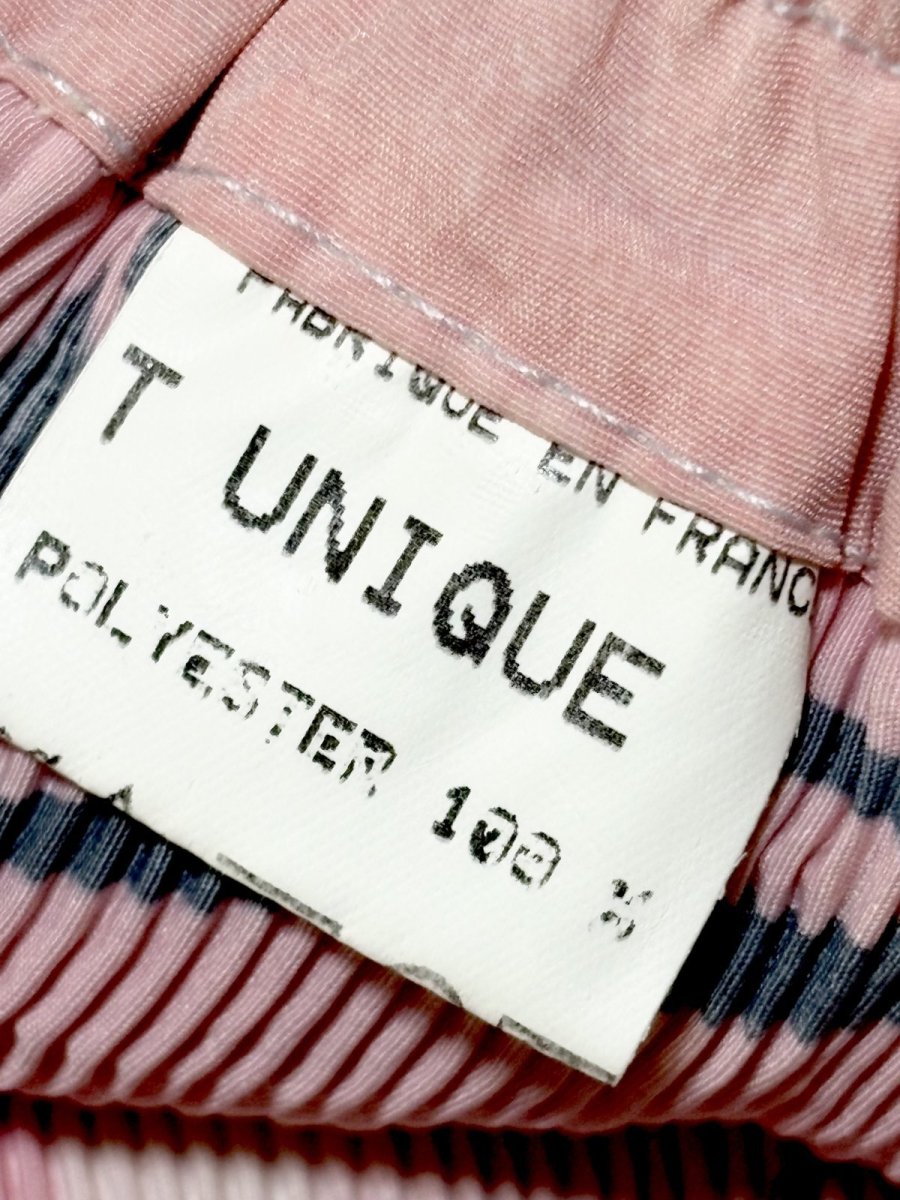 FABRIQUE EN FRANC
T UNIQUE
POLYESTER 100 %